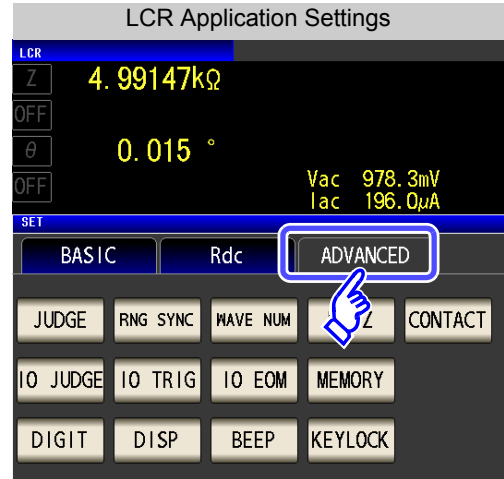 LCR Application Settings
LCR
Z 4.99147kΩ
OFF
θ 0.015 °
OFF
Vac 978.3mV
Iac 196.0µA
SET
BASIC Rdc ADVANCED
JUDGE RNG SYNC WAVE NUM Z CONTACT
IO JUDGE IO TRIG IO EOM MEMORY
DIGIT DISP BEEP KEYLOCK